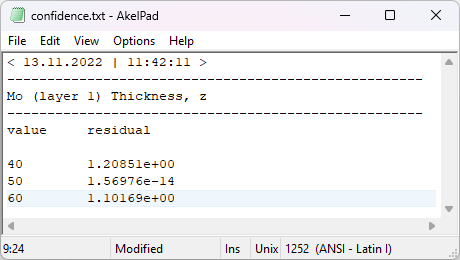 confidence.txt - AkelPad
File Edit View Options Help
< 13.11.2022 | 11:42:11 >
----------------------------------------------------
Mo (layer 1) Thickness, z
----------------------------------------------------
value     residual
40        1.20851e+00
50        1.56976e-14
60        1.10169e+00
9:24 Modified Ins Unix 1252 (ANSI - Latin I)